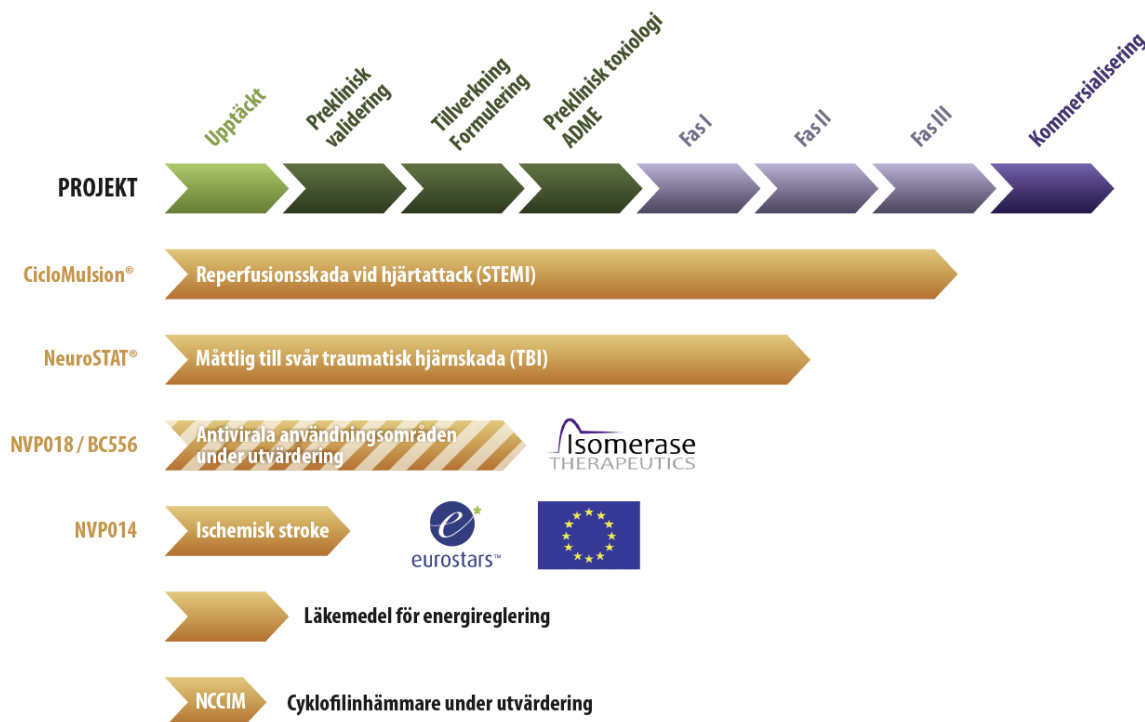 Upptäckt
Preklinisk
validering
Tillverkning
Formulering
Preklinisk toxiologi
ADME
Fas I
Fas II
Fas III
Kommersialisering
PROJEKT
CicloMulsion®
Reperfusionsskada vid hjärtattack (STEMI)
NeuroSTAT®
Måttlig till svår traumatisk hjärnskada (TBI)
NVP018 / BC556
Antivirala användningsområden
under utvärdering
Isomerase
THERAPEUTICS
NVP014
Ischemisk stroke
e
eurostars™
Läkemedel för energireglering
NCCIM
Cyklofilinhämmare under utvärdering